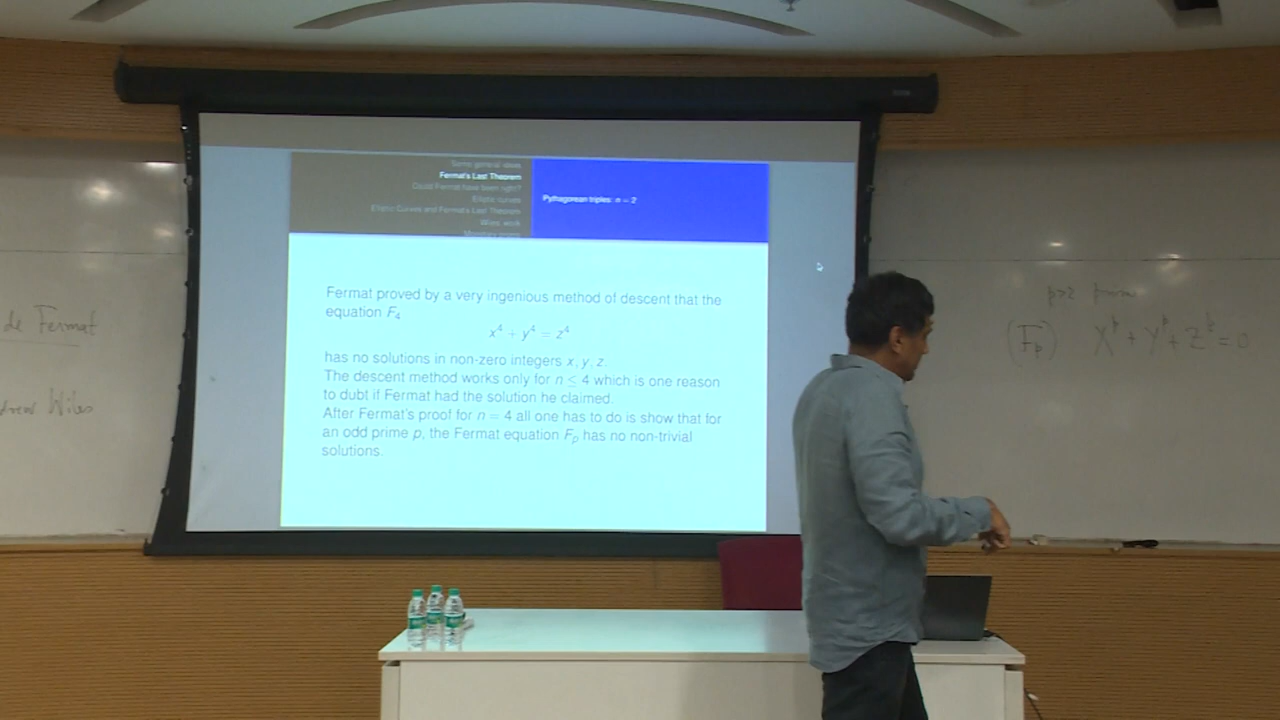 Some general ideas
Fermat's Last Theorem
Could Fermat have been right?
Elliptic curves
Elliptic Curves and Fermat's Last Theorem
Wiles' work
Pythagorean triples: n = 2
Fermat proved by a very ingenious method of descent that the
equation F₄
x⁴ + y⁴ = z⁴
has no solutions in non-zero integers x, y, z.
The descent method works only for n ≤ 4 which is one reason
to doubt if Fermat had the solution he claimed.
After Fermat's proof for n = 4 all one has to do is show that for
an odd prime p, the Fermat equation Fₚ has no non-trivial
solutions.
de Fermat
Wiles
prime
(Fₚ) Xᵖ + Yᵖ + Zᵖ = 0